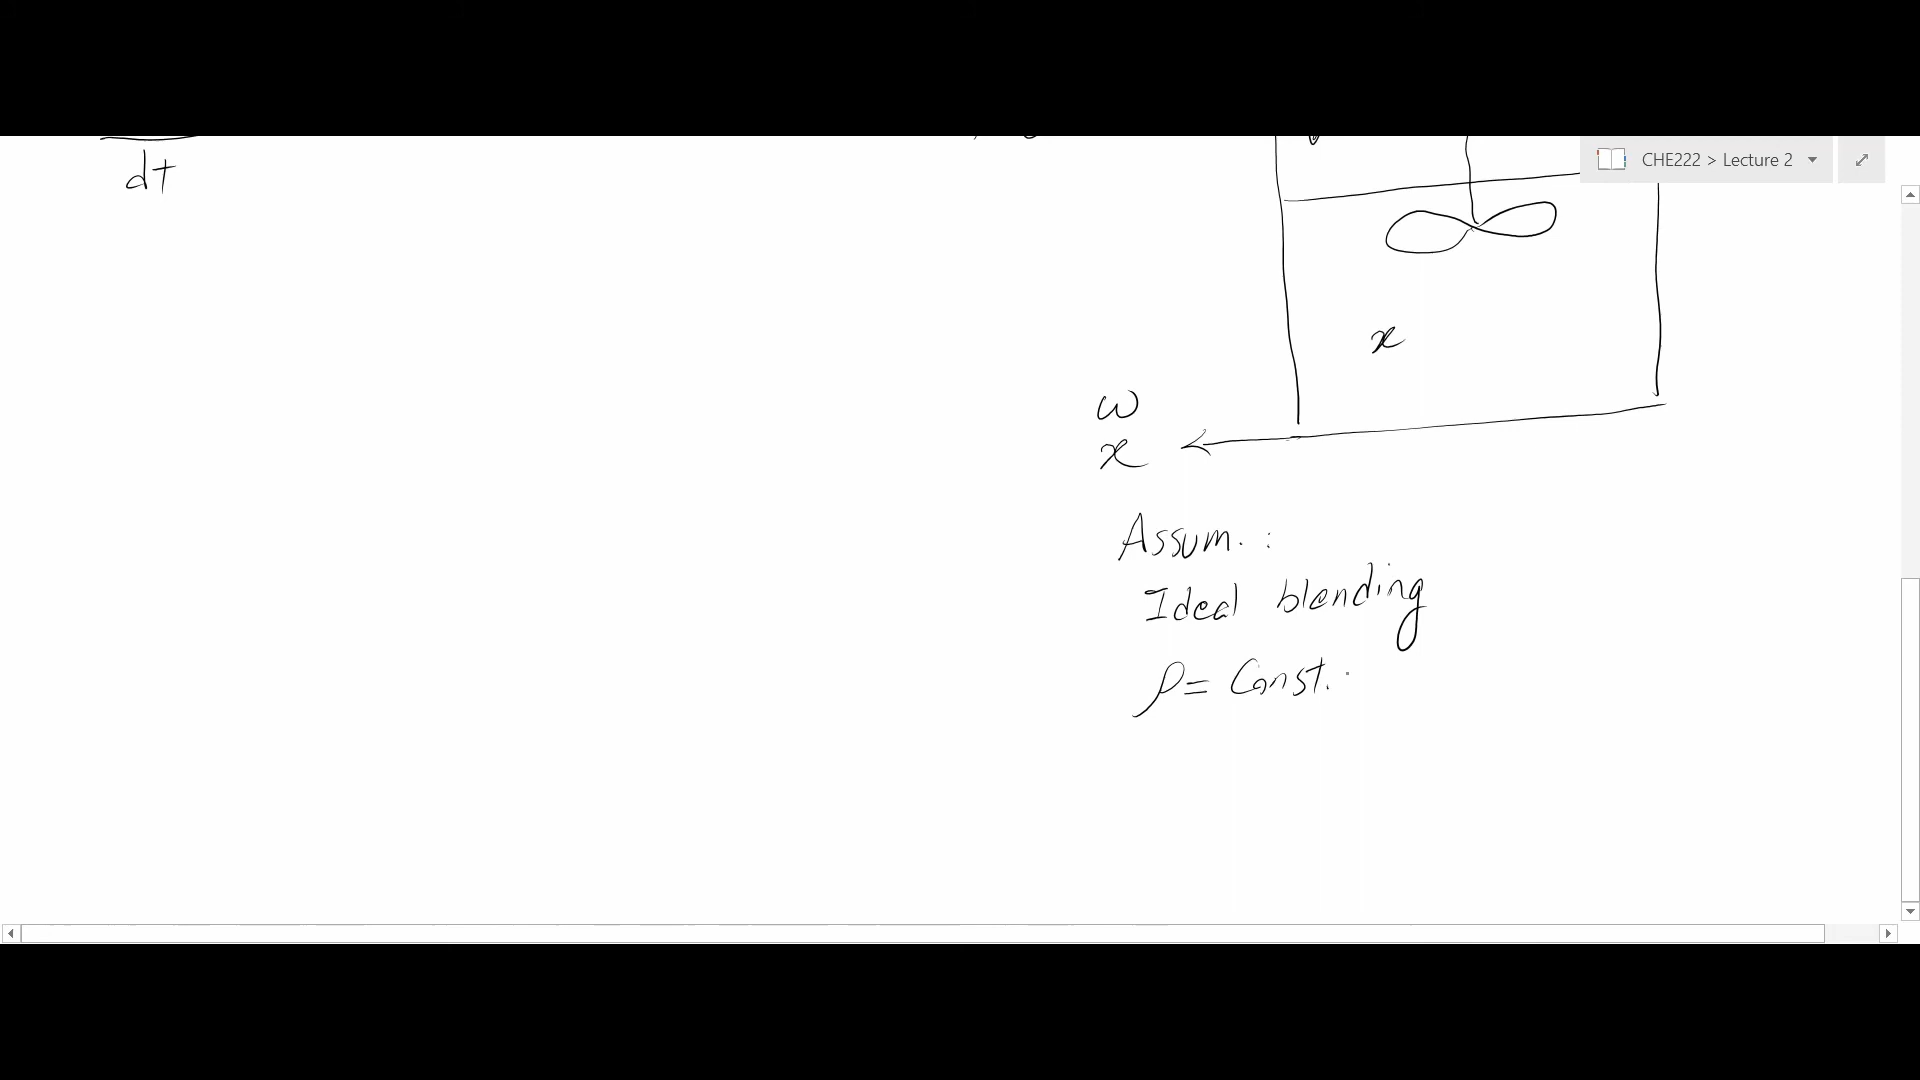 CHE222 > Lecture 2
dt
x
w
x
Assum. :
Ideal blending
ρ = Const.